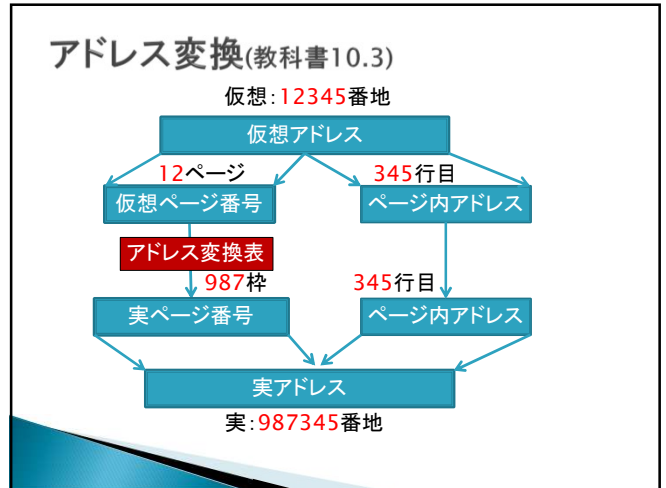 アドレス変換(教科書10.3)
仮想:12345番地
仮想アドレス
12ページ 345行目
仮想ページ番号 ページ内アドレス
アドレス変換表
987枠 345行目
実ページ番号 ページ内アドレス
実アドレス
実:987345番地